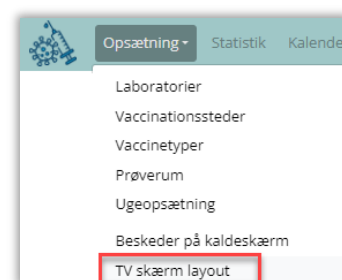 Opsætning Statistik Kalende
Laboratorier
Vaccinationssteder
Vaccinetyper
Prøverum
Ugeopsætning
Beskeder på kaldeskærm
TV skærm layout